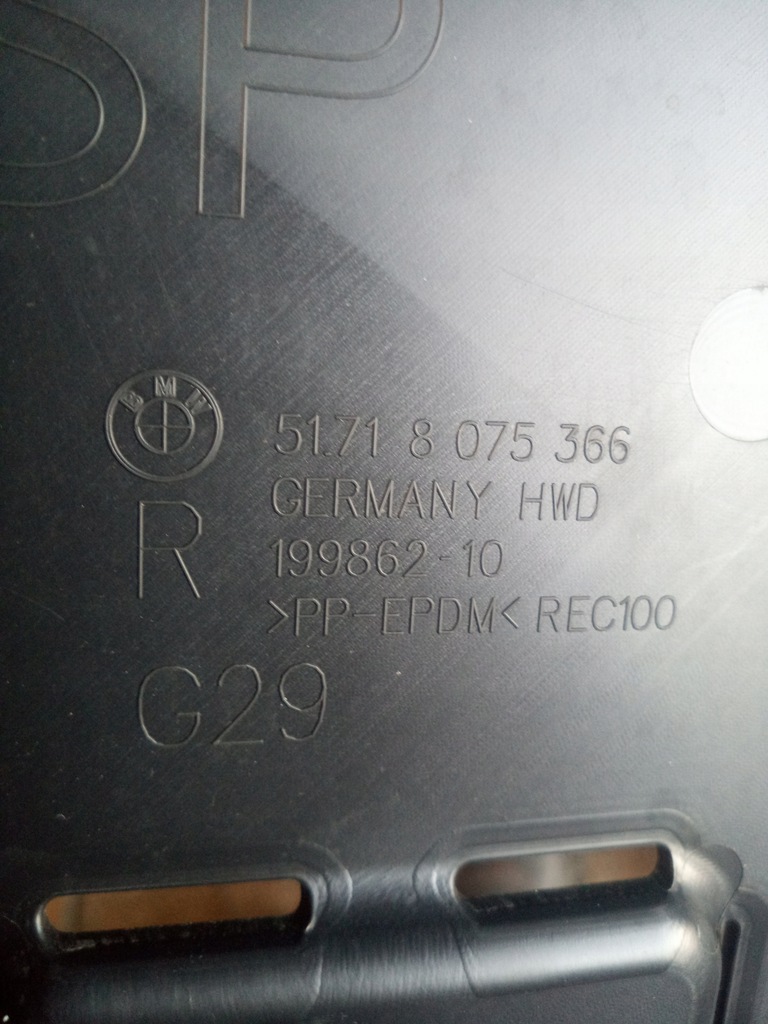 SP
BMW
51.71 8 075 366
R
GERMANY HWD
199862-10
>PP-EPDM< REC100
G29